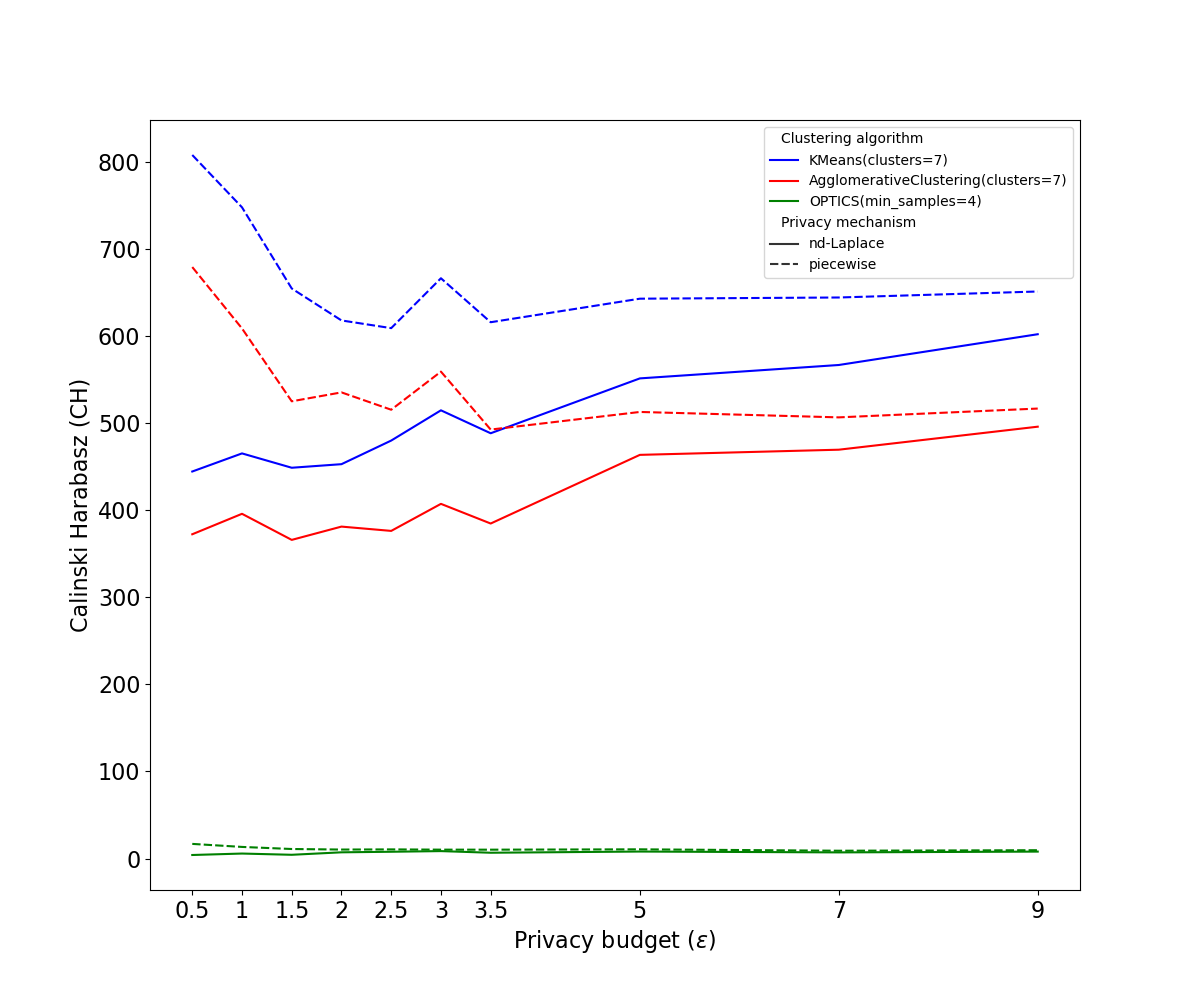 Clustering algorithm
KMeans(clusters=7)
AgglomerativeClustering(clusters=7)
OPTICS(min_samples=4)
Privacy mechanism
nd-Laplace
piecewise
Calinski Harabasz (CH)
800
700
600
500
400
300
200
100
0
0.5 1 1.5 2 2.5 3 3.5 5 7 9
Privacy budget (ε)